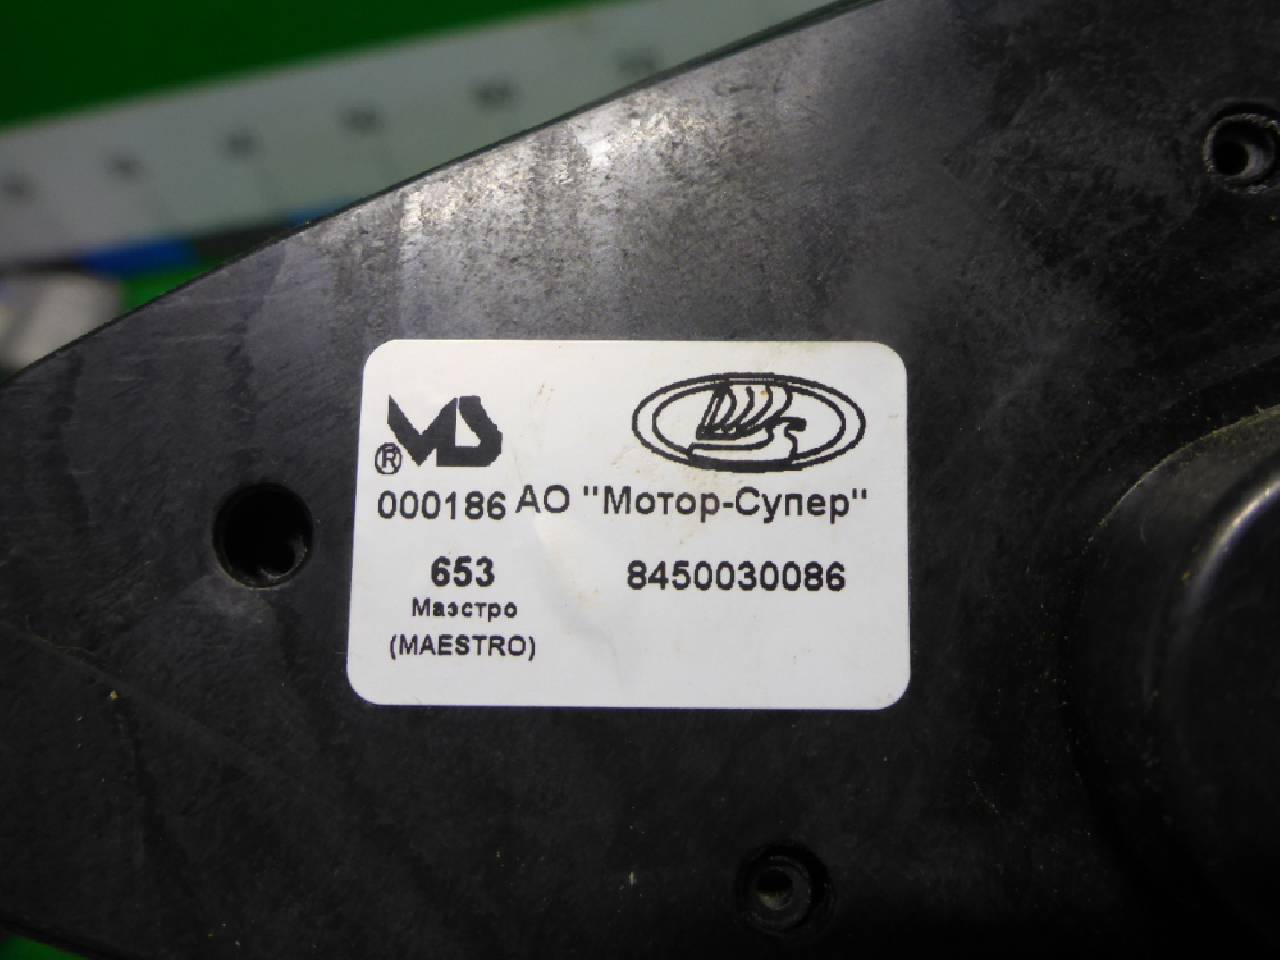 MS
®
000186 АО "Мотор-Супер"
653 8450030086
Маэстро
(MAESTRO)